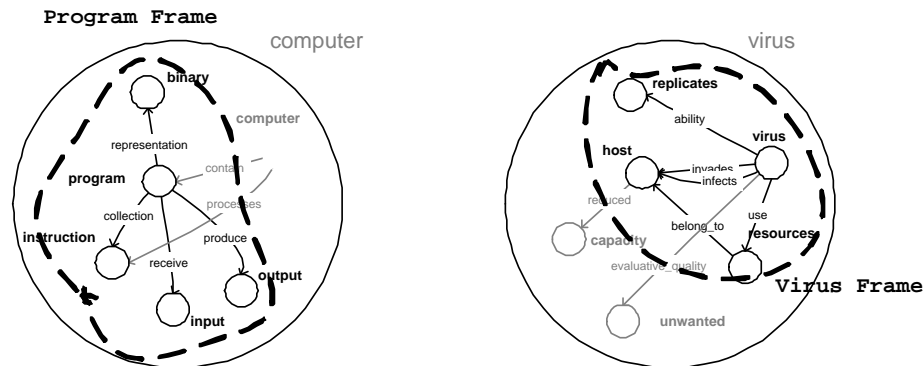 Program Frame
computer
binary
computer
representation
contain
program
processes
collection
instruction
produce
receive
output
input
virus
replicates
ability
virus
host
invades
infects
reduced
use
belong_to
resources
capacity
evaluative_quality
Virus Frame
unwanted